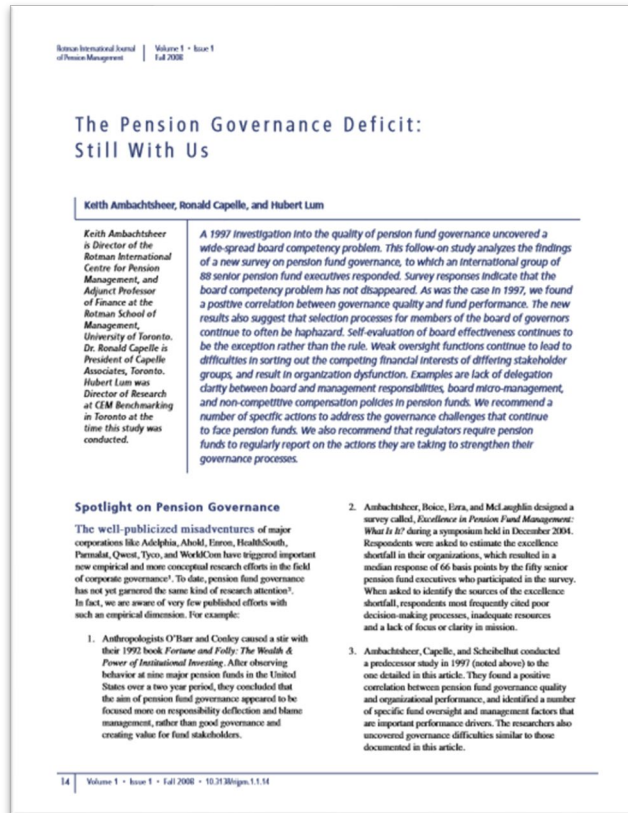 Rotman International Journal
of Pension Management
Volume 1 • Issue 1
Fall 2008
The Pension Governance Deficit:
Still With Us
Keith Ambachtsheer, Ronald Capelle, and Hubert Lum
Keith Ambachtsheer
is Director of the
Rotman International
Centre for Pension
Management, and
Adjunct Professor
of Finance at the
Rotman School of
Management,
University of Toronto.
Dr. Ronald Capelle is
President of Capelle
Associates, Toronto.
Hubert Lum was
Director of Research
at CEM Benchmarking
in Toronto at the
time this study was
conducted.
A 1997 investigation into the quality of pension fund governance uncovered a
wide-spread board competency problem. This follow-on study analyzes the findings
of a new survey on pension fund governance, to which an international group of
88 senior pension fund executives responded. Survey responses indicate that the
board competency problem has not disappeared. As was the case in 1997, we found
a positive correlation between governance quality and fund performance. The new
results also suggest that selection processes for members of the board of governors
continue to often be haphazard. Self-evaluation of board effectiveness continues to
be the exception rather than the rule. Weak oversight functions continue to lead to
difficulties in sorting out the competing financial interests of differing stakeholder
groups, and result in organization dysfunction. Examples are lack of delegation
clarity between board and management responsibilities, board micro-management,
and non-competitive compensation policies in pension funds. We recommend a
number of specific actions to address the governance challenges that continue
to face pension funds. We also recommend that regulators require pension
funds to regularly report on the actions they are taking to strengthen their
governance processes.
Spotlight on Pension Governance
The well-publicized misadventures of major
corporations like Adelphia, Ahold, Enron, HealthSouth,
Parmalat, Qwest, Tyco, and WorldCom have triggered important
new empirical and more conceptual research efforts in the field
of corporate governance¹. To date, pension fund governance
has not yet garnered the same kind of research attention².
In fact, we are aware of very few published efforts with
such an empirical dimension. For example:
1. Anthropologists O'Barr and Conley caused a stir with
their 1992 book Fortune and Folly: The Wealth &
Power of Institutional Investing. After observing
behavior at nine major pension funds in the United
States over a two year period, they concluded that
the aim of pension fund governance appeared to be
focused more on responsibility deflection and blame
management, rather than good governance and
creating value for fund stakeholders.
2. Ambachtsheer, Boice, Ezra, and McLaughlin designed a
survey called, Excellence in Pension Fund Management:
What Is It? during a symposium held in December 2004.
Respondents were asked to estimate the excellence
shortfall in their organizations, which resulted in a
median response of 66 basis points by the fifty senior
pension fund executives who participated in the survey.
When asked to identify the sources of the excellence
shortfall, respondents most frequently cited poor
decision-making processes, inadequate resources
and a lack of focus or clarity in mission.
3. Ambachtsheer, Capelle, and Scheibelhut conducted
a predecessor study in 1997 (noted above) to the
one detailed in this article. They found a positive
correlation between pension fund governance quality
and organizational performance, and identified a number
of specific fund oversight and management factors that
are important performance drivers. The researchers also
uncovered governance difficulties similar to those
documented in this article.
14 Volume 1 • Issue 1 • Fall 2008 • 10.3138/rijpm.1.1.14